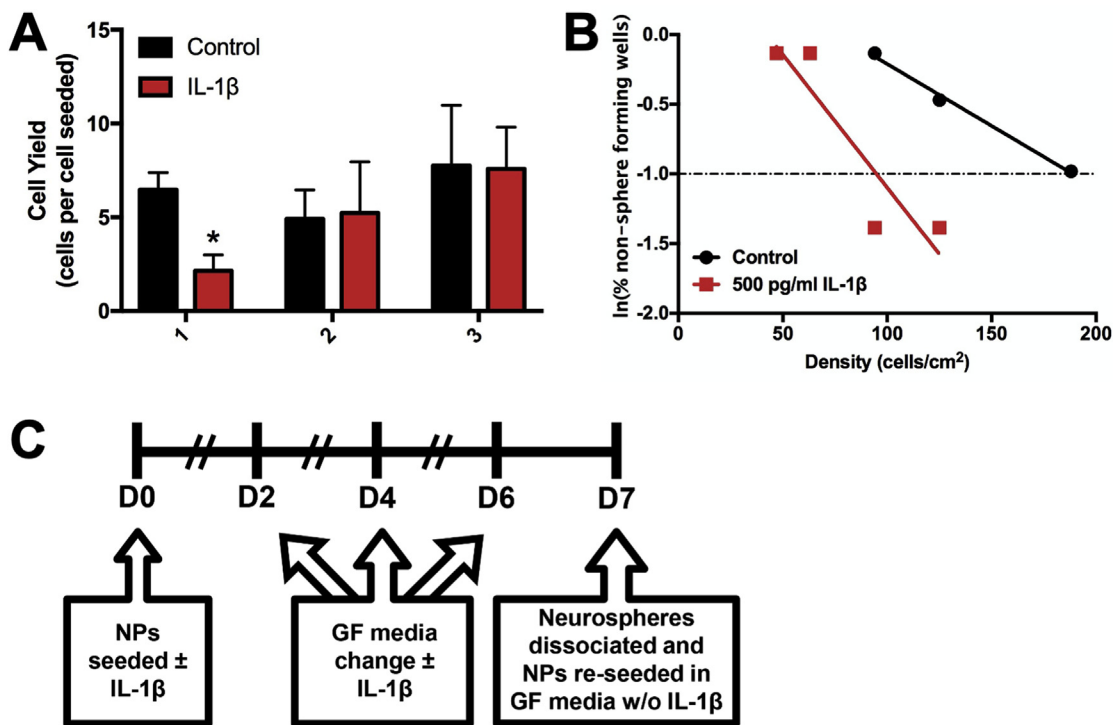 A
Cell Yield
(cells per cell seeded)
15
10
5
0
Control
IL-1β
*
1
2
3
B
ln(% non-sphere forming wells)
0.0
-0.5
-1.0
-1.5
-2.0
Control
500 pg/ml IL-1β
0
50
100
150
200
Density (cells/cm²)
C
D0
D2
D4
D6
D7
NPs
seeded ±
IL-1β
GF media
change ±
IL-1β
Neurospheres
dissociated and
NPs re-seeded in
GF media w/o IL-1β